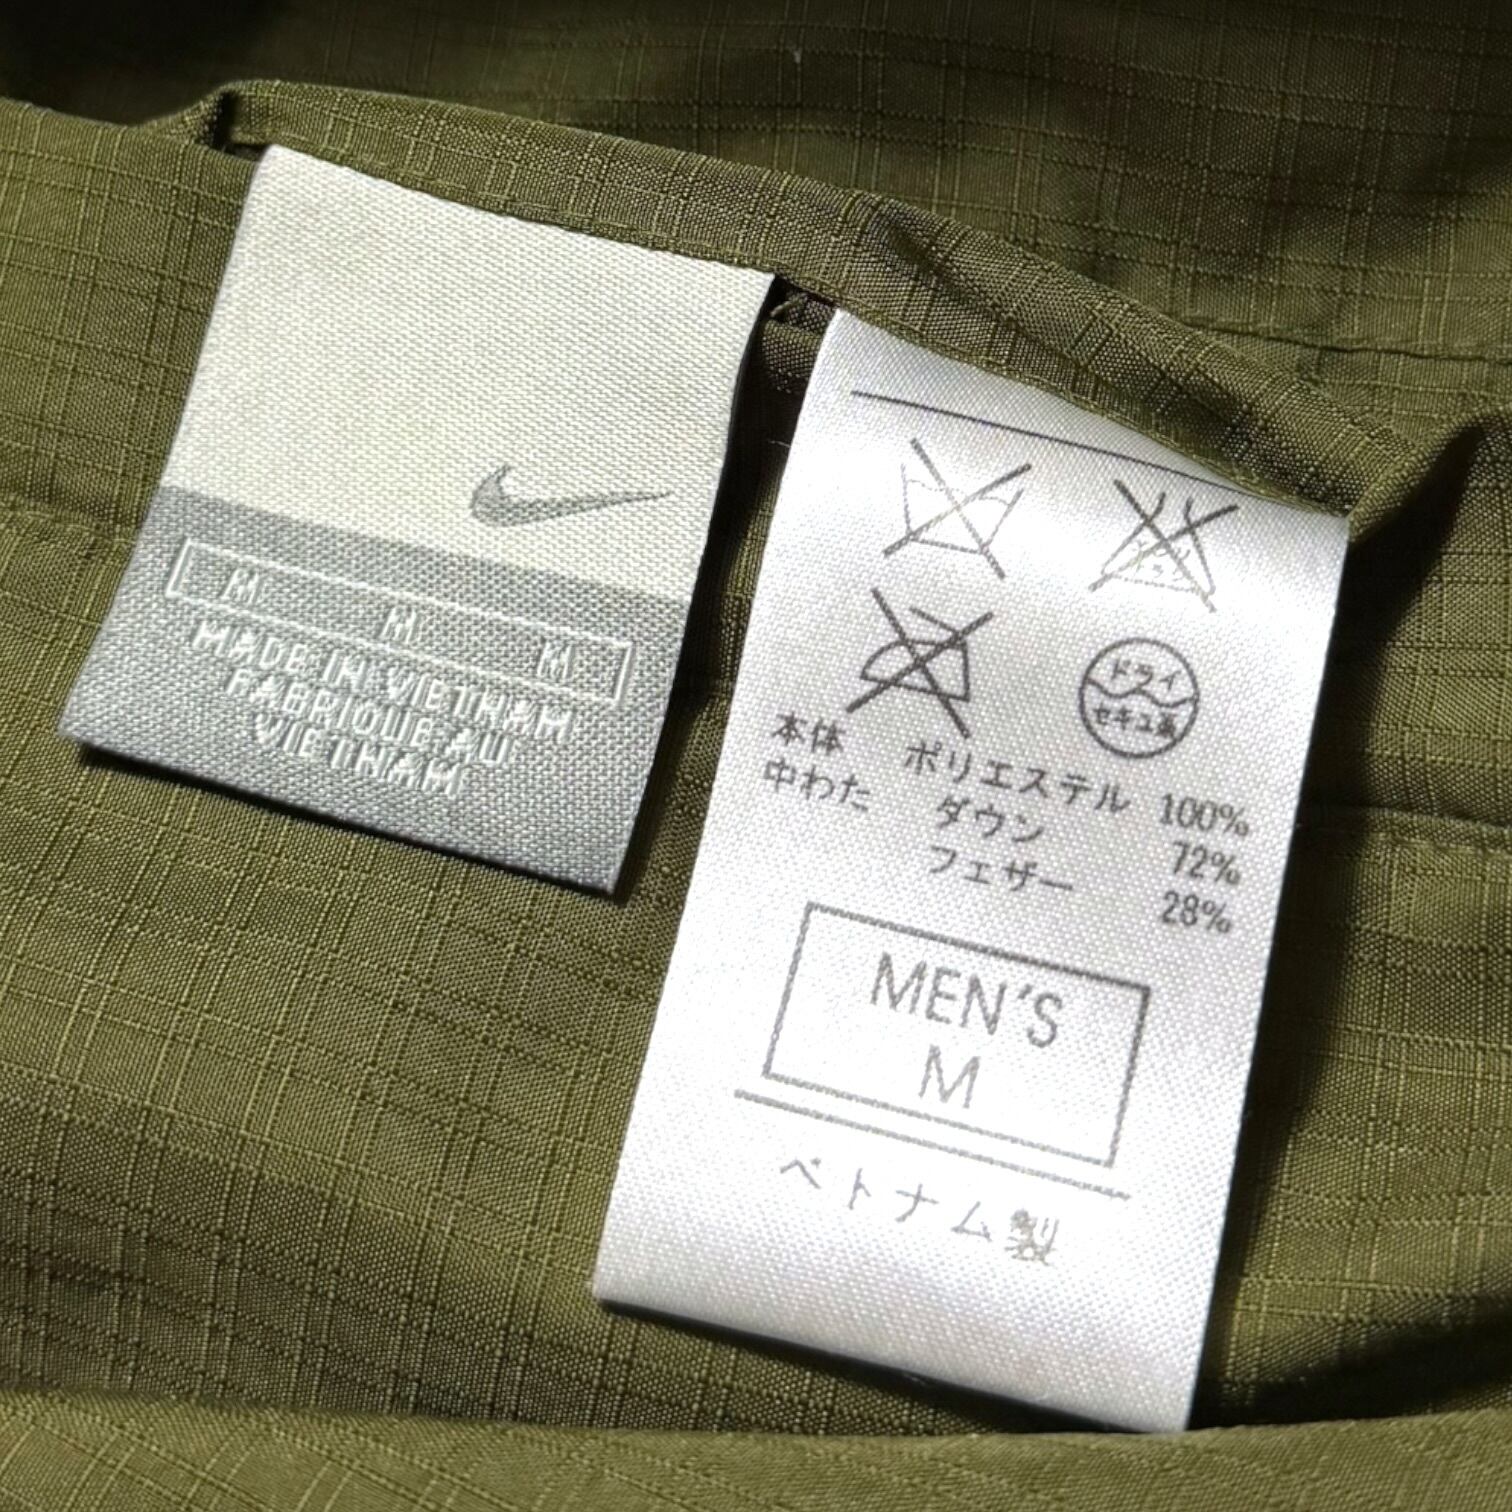 M M M
MADE IN VIETNAM
FABRIQUE AU
VIETNAM
ドライ
セキユ系
本体 ポリエステル 100%
中わた ダウン 72%
フェザー 28%
MEN'S
M
ベトナム製